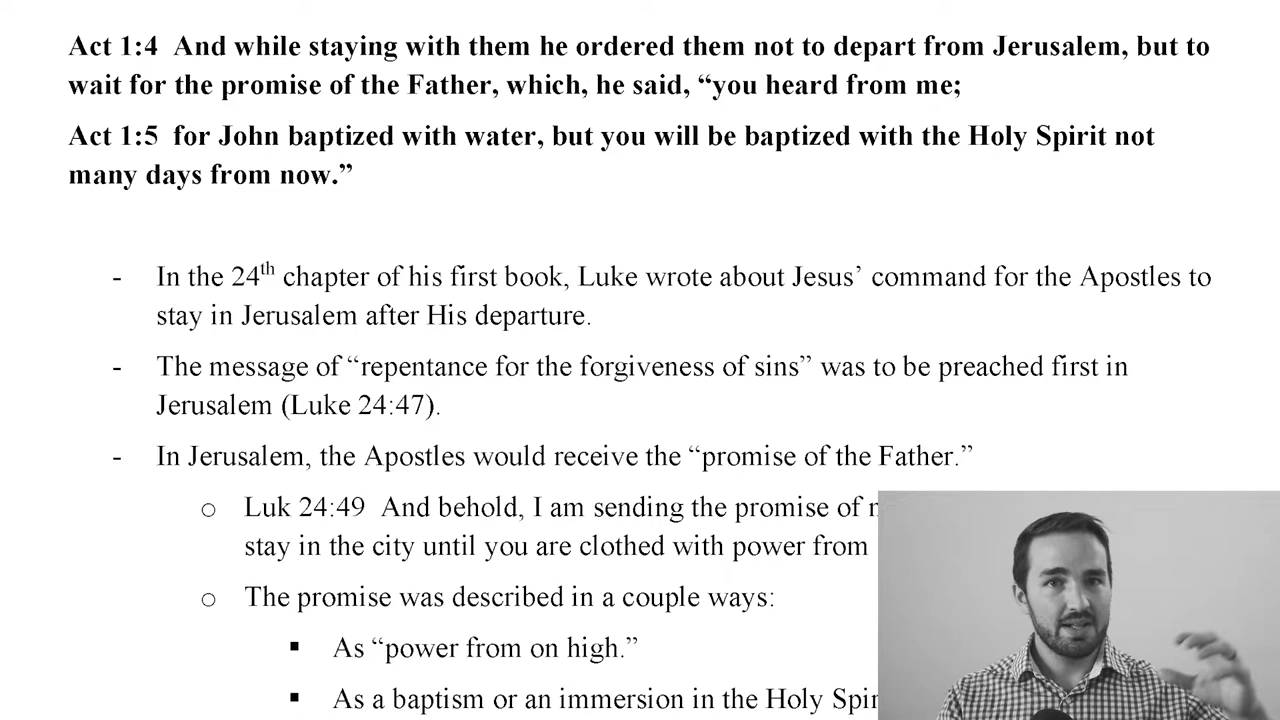 Act 1:4 And while staying with them he ordered them not to depart from Jerusalem, but to
wait for the promise of the Father, which, he said, “you heard from me;
Act 1:5 for John baptized with water, but you will be baptized with the Holy Spirit not
many days from now.”
- In the 24th chapter of his first book, Luke wrote about Jesus’ command for the Apostles to
stay in Jerusalem after His departure.
- The message of “repentance for the forgiveness of sins” was to be preached first in
Jerusalem (Luke 24:47).
- In Jerusalem, the Apostles would receive the “promise of the Father.”
o Luk 24:49 And behold, I am sending the promise of
stay in the city until you are clothed with power from
o The promise was described in a couple ways:
▪ As “power from on high.”
▪ As a baptism or an immersion in the Holy